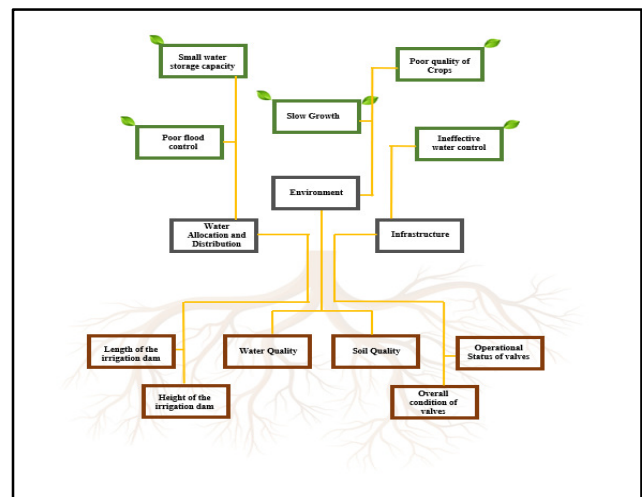 Small water
storage capacity
Poor quality of
Crops
Slow Growth
Poor flood
control
Ineffective
water control
Environment
Water
Allocation and
Distribution
Infrastructure
Length of the
irrigation dam
Water Quality
Soil Quality
Operational
Status of valves
Height of the
irrigation dam
Overall
condition of
valves